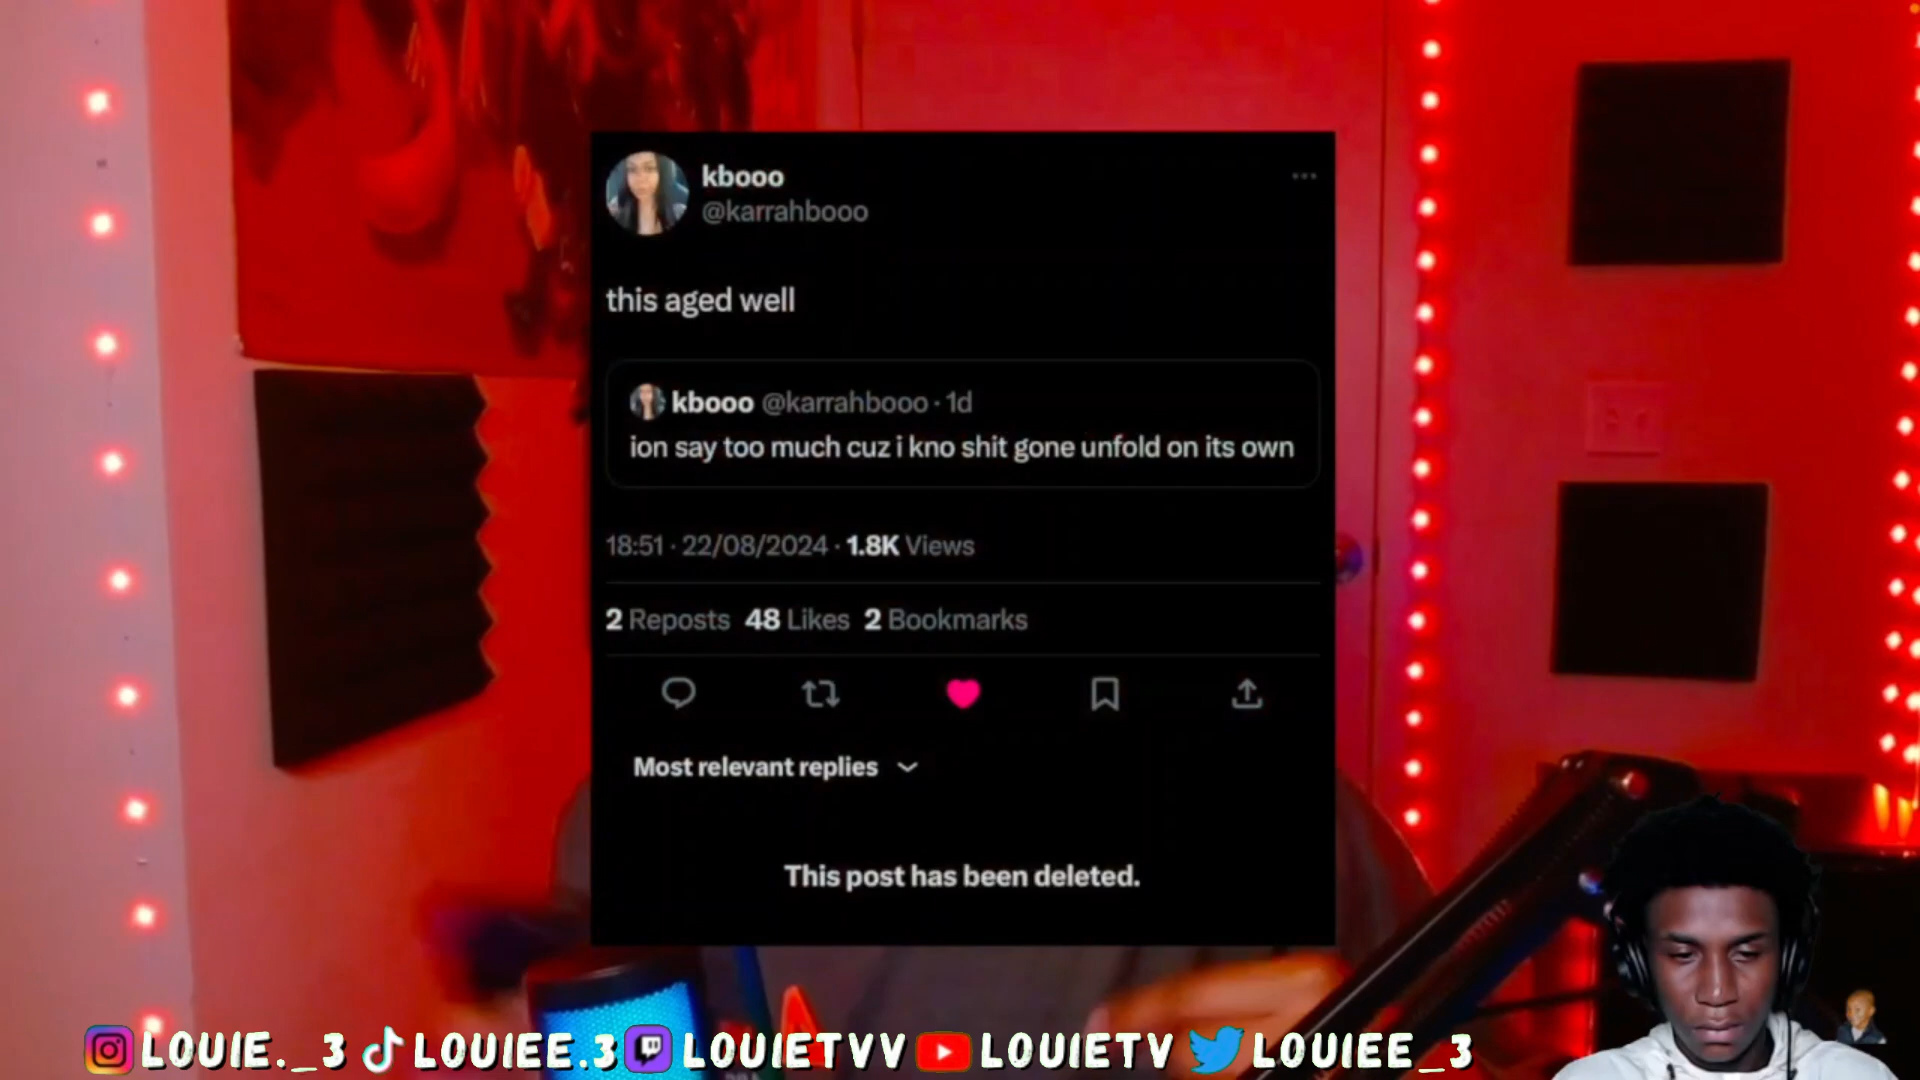 kbooo
@karrahbooo
this aged well
kbooo @karrahbooo · 1d
ion say too much cuz i kno shit gone unfold on its own
18:51 · 22/08/2024 · 1.8K Views
2 Reposts 48 Likes 2 Bookmarks
Most relevant replies
This post has been deleted.
LOUIE._3 LOUIEE.3 LOUIETVV LOUIETV LOUIEE_3